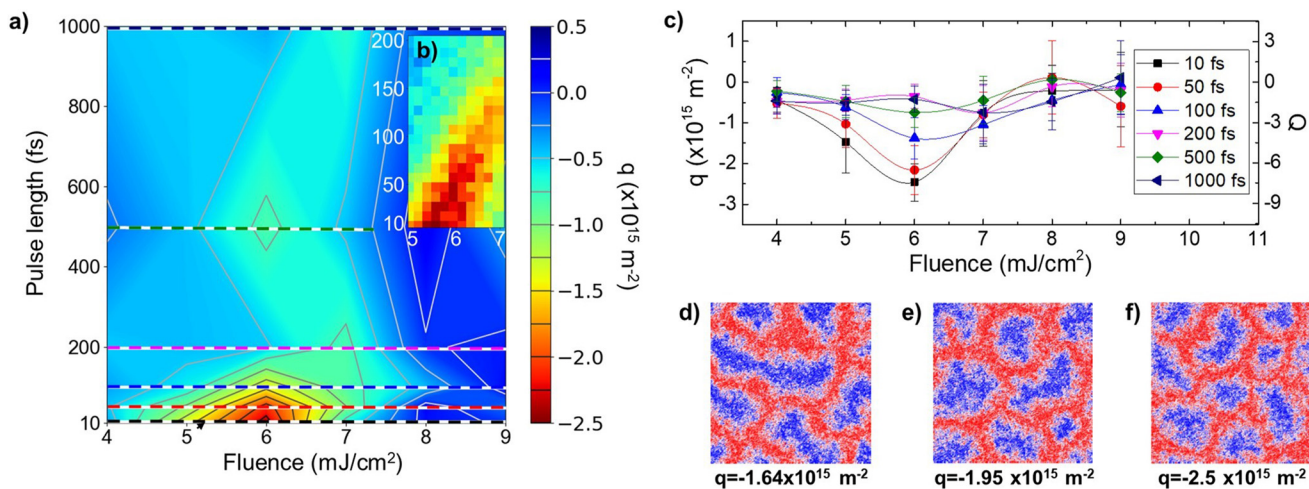 a)
1000
800
600
400
200
10
Pulse length (fs)
4
5
6
7
8
9
Fluence (mJ/cm²)
b)
200
150
100
50
10
5
6
7
0.5
0.0
−0.5
−1.0
−1.5
−2.0
−2.5
q (x10¹⁵ m⁻²)
c)
1
0
-1
-2
-3
q (x10¹⁵ m⁻²)
4
5
6
7
8
9
10
11
Fluence (mJ/cm²)
3
0
-3
-6
-9
Q
10 fs
50 fs
100 fs
200 fs
500 fs
1000 fs
d)
q=-1.64x10¹⁵ m⁻²
e)
q=-1.95 x10¹⁵ m⁻²
f)
q=-2.5 x10¹⁵ m⁻²